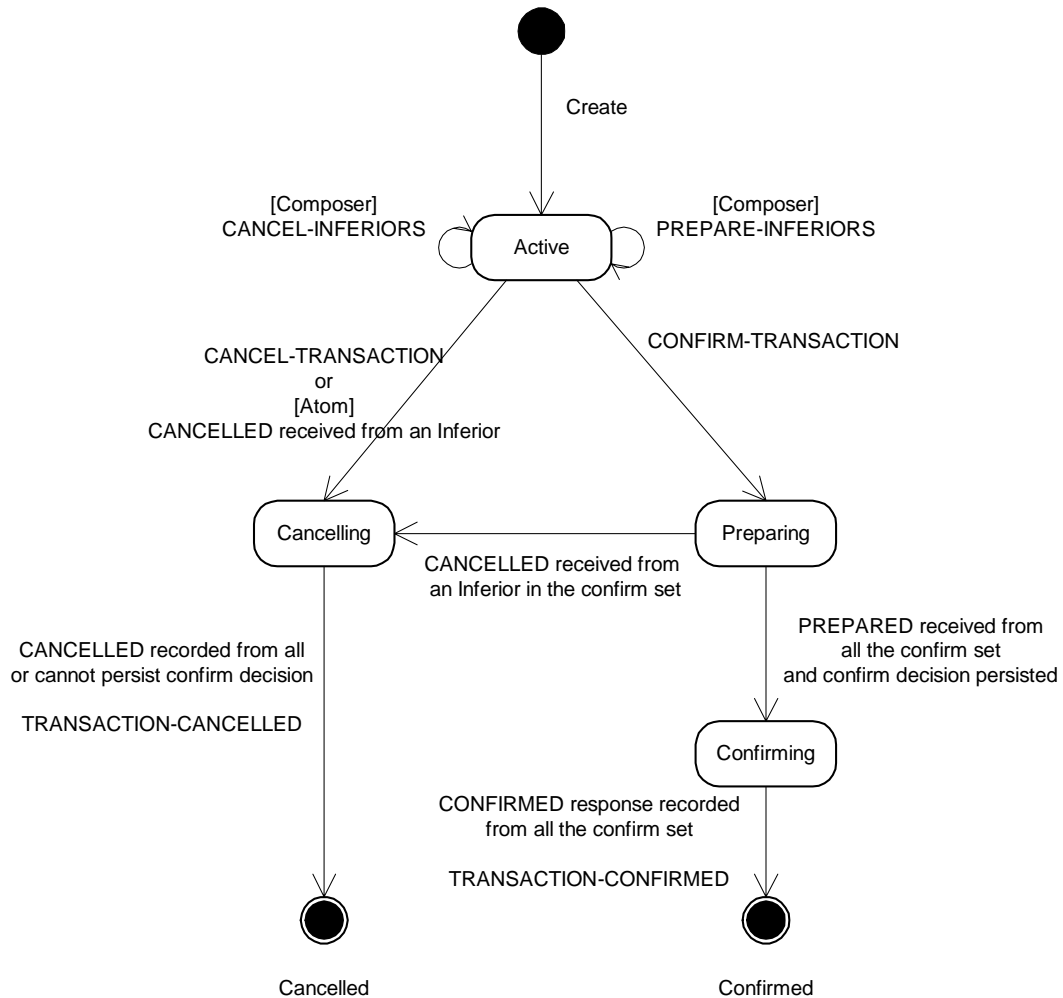 Create
[Composer]
CANCEL-INFERIORS
[Composer]
PREPARE-INFERIORS
Active
CANCEL-TRANSACTION
or
[Atom]
CANCELLED received from an Inferior
CONFIRM-TRANSACTION
Cancelling
Preparing
CANCELLED received from
an Inferior in the confirm set
CANCELLED recorded from all
or cannot persist confirm decision
TRANSACTION-CANCELLED
PREPARED received from
all the confirm set
and confirm decision persisted
Confirming
CONFIRMED response recorded
from all the confirm set
TRANSACTION-CONFIRMED
Cancelled
Confirmed